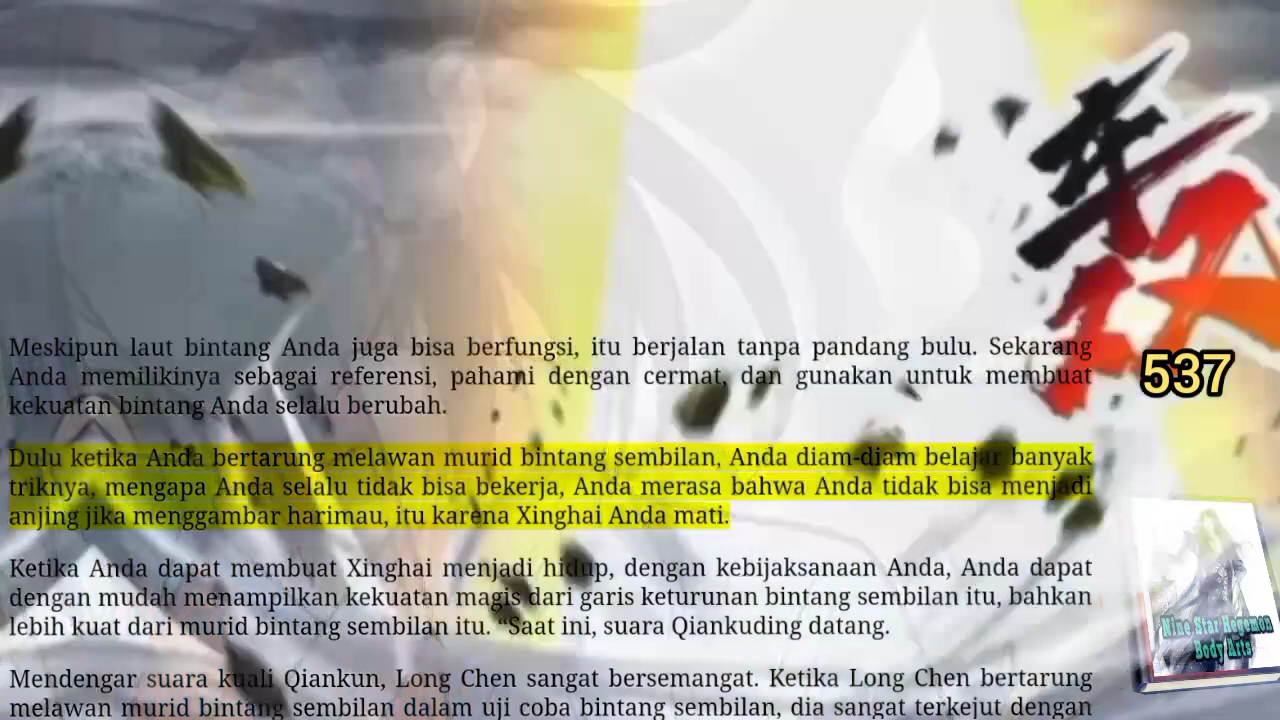 Meskipun laut bintang Anda juga bisa berfungsi, itu berjalan tanpa pandang bulu. Sekarang
Anda memilikinya sebagai referensi, pahami dengan cermat, dan gunakan untuk membuat
kekuatan bintang Anda selalu berubah.
537
Dulu ketika Anda bertarung melawan murid bintang sembilan, Anda diam-diam belajar banyak
triknya, mengapa Anda selalu tidak bisa bekerja, Anda merasa bahwa Anda tidak bisa menjadi
anjing jika menggambar harimau, itu karena Xinghai Anda mati.
Ketika Anda dapat membuat Xinghai menjadi hidup, dengan kebijaksanaan Anda, Anda dapat
dengan mudah menampilkan kekuatan magis dari garis keturunan bintang sembilan itu, bahkan
lebih kuat dari murid bintang sembilan itu. “Saat ini, suara Qiankuding datang.
Nine Star Hegemon
Body Arts
Mendengar suara kuali Qiankun, Long Chen sangat bersemangat. Ketika Long Chen bertarung
melawan murid bintang sembilan dalam uji coba bintang sembilan, dia sangat terkejut dengan